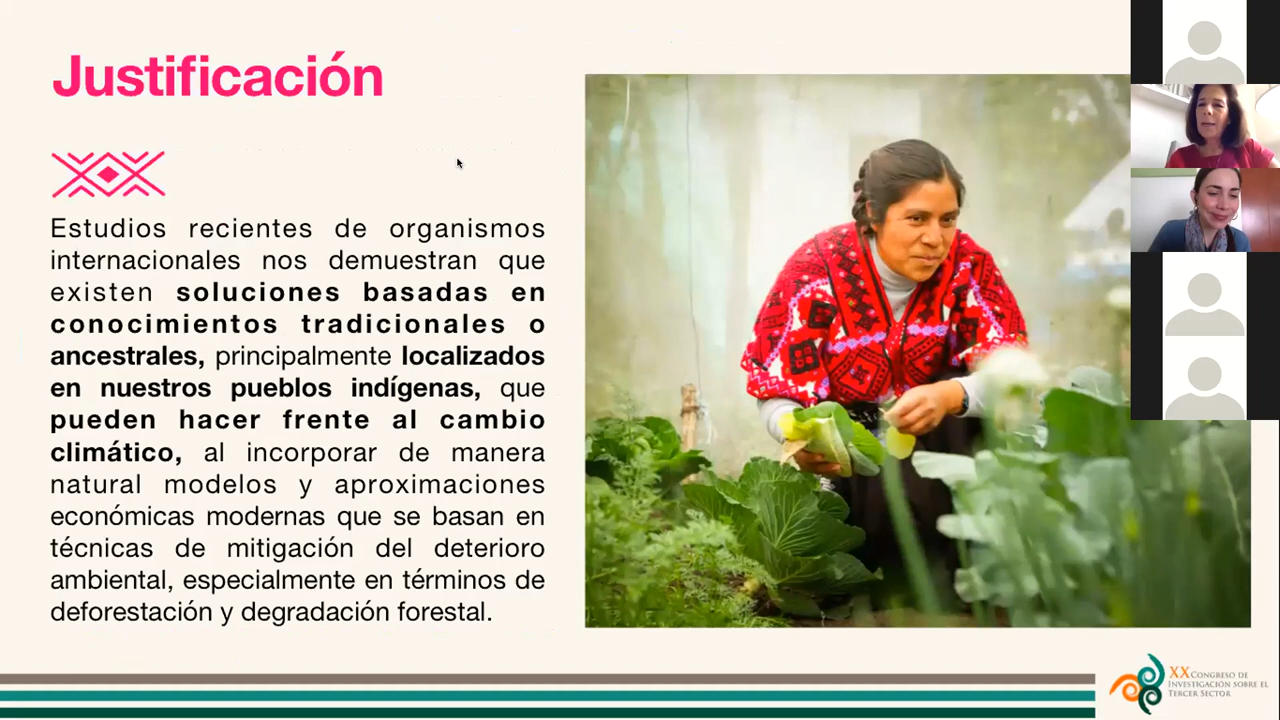 Justificación
Estudios recientes de organismos
internacionales nos demuestran que
existen soluciones basadas en
conocimientos tradicionales o
ancestrales, principalmente localizados
en nuestros pueblos indígenas, que
pueden hacer frente al cambio
climático, al incorporar de manera
natural modelos y aproximaciones
económicas modernas que se basan en
técnicas de mitigación del deterioro
ambiental, especialmente en términos de
deforestación y degradación forestal.
XX CONGRESO DE
INVESTIGACIÓN SOBRE EL
TERCER SECTOR